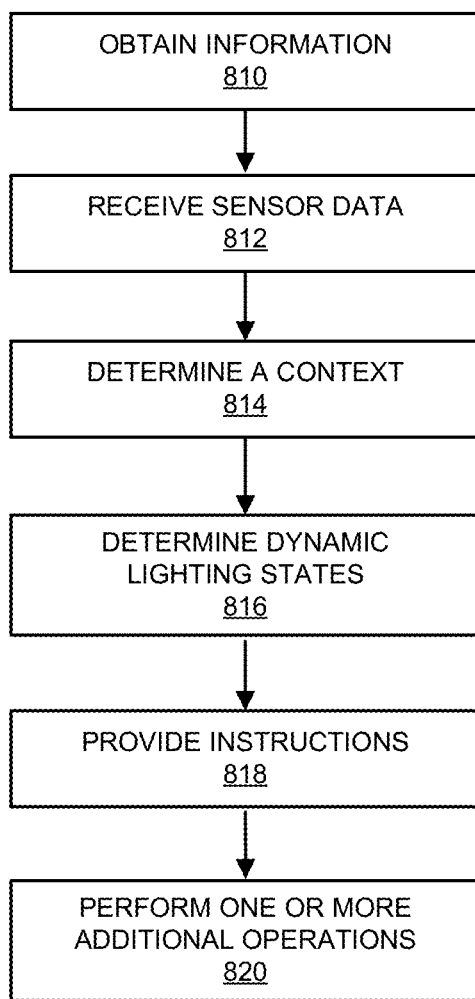 OBTAIN INFORMATION
810
RECEIVE SENSOR DATA
812
DETERMINE A CONTEXT
814
DETERMINE DYNAMIC
LIGHTING STATES
816
PROVIDE INSTRUCTIONS
818
PERFORM ONE OR MORE
ADDITIONAL OPERATIONS
820